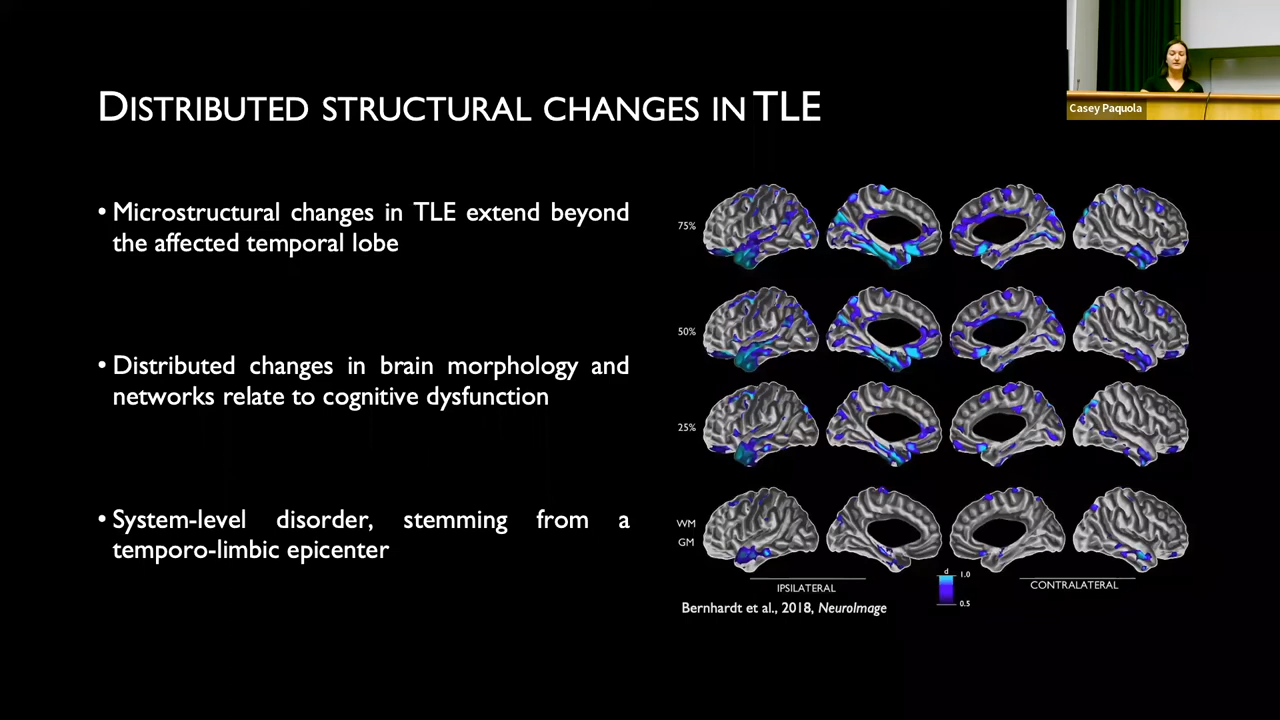 Casey Paquola
DISTRIBUTED STRUCTURAL CHANGES IN TLE
• Microstructural changes in TLE extend beyond
the affected temporal lobe
• Distributed changes in brain morphology and
networks relate to cognitive dysfunction
• System-level disorder, stemming from a
temporo-limbic epicenter
75%
50%
25%
WM
GM
IPSILATERAL
d
1.0
0.5
CONTRALATERAL
Bernhardt et al., 2018, NeuroImage